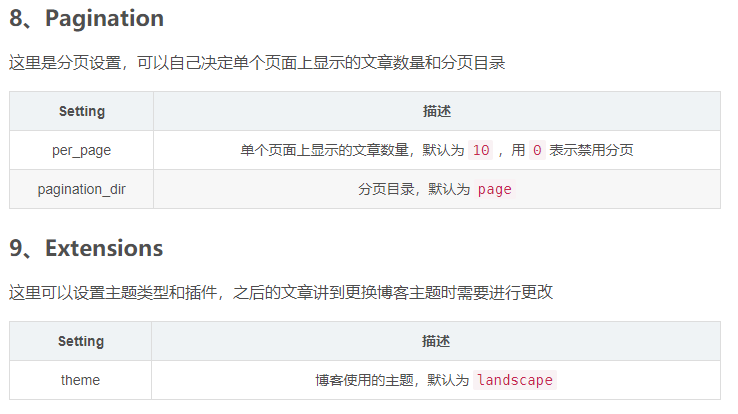 8、Pagination
这里是分页设置，可以自己决定单个页面上显示的文章数量和分页目录
Setting 描述
per_page 单个页面上显示的文章数量，默认为 10 ，用 0 表示禁用分页
pagination_dir 分页目录，默认为 page
9、Extensions
这里可以设置主题类型和插件，之后的文章讲到更换博客主题时需要进行更改
Setting 描述
theme 博客使用的主题，默认为 landscape